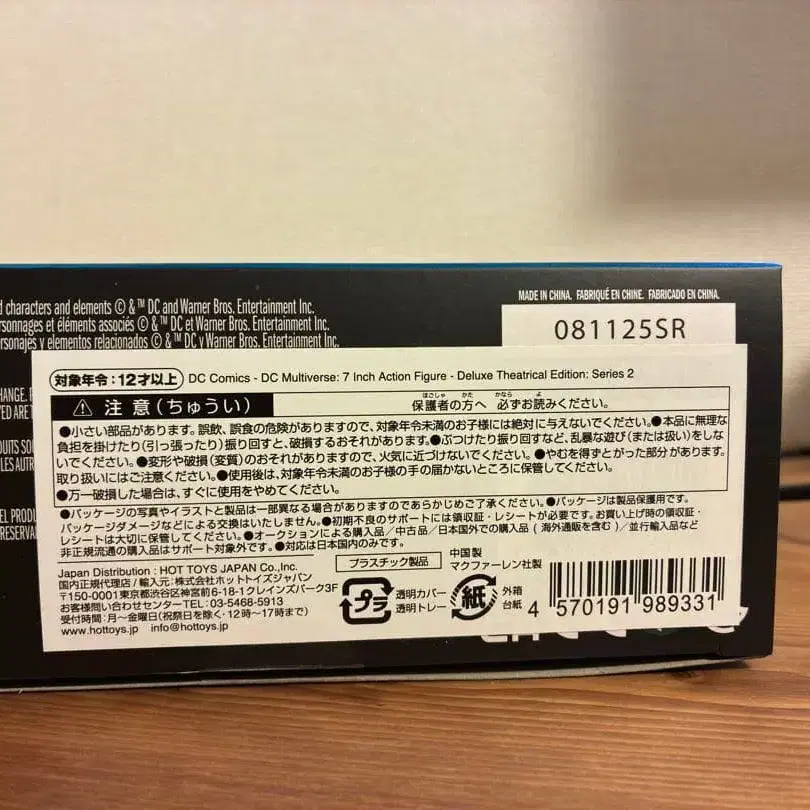 d characters and elements © & ™ DC and Warner Bros. Entertainment Inc.
rsonnages et éléments associés © & ™ DC et Warner Bros. Entertainment Inc.
rsonajes y elementos relacionados © & ™ DC y Warner Bros. Entertainment Inc.
MADE IN CHINA. FABRIQUÉ EN CHINE. FABRICADO EN CHINA.
081125SR
HANGE.
VED ARE
ODUITS SO
LES AUTR
EL PRODU
RESERVA
対象年令:12才以上 DC Comics - DC Multiverse: 7 Inch Action Figure - Deluxe Theatrical Edition: Series 2
注意(ちゅうい)
ほごしゃ かた かなら よ
保護者の方へ 必ずお読みください。
●小さい部品があります。誤飲、誤食の危険がありますので、対象年令未満のお子様には絶対に与えないでください。●本品に無理な
負担を掛けたり(引っ張ったり)振り回すと、破損するおそれがあります。●ぶつけたり振り回すなど、乱暴な遊び(または扱い)をしな
いでください。●変形や破損(変質)のおそれがありますので、火気に近づけないでください。●やむを得ずとがった部分があります。
取り扱いにはご注意ください。●使用後は、対象年令未満のお子様の手の届かないところに保管してください。
●万一破損した場合は、すぐに使用をやめてください。
●パッケージの写真やイラストと製品は一部異なる場合がありますのであらかじめご了承ください。●パッケージは製品保護用です。
パッケージダメージなどによる交換はいたしません。●初期不良のサポートには領収証・レシートが必要です。お買い上げ時の領収証・
レシートは大切に保管してください。●オークションによる購入/中古品/日本国外での購入品(海外通販を含む)/並行輸入品など
非正規流通の購入品はサポート対象外です。●対応は日本国内のみです。
Japan Distribution : HOT TOYS JAPAN Co.,Inc.
国内正規代理店/輸入元:株式会社ホットトイズジャパン
〒150-0001東京都渋谷区神宮前6-18-1クレインズパーク3F
お客様お問い合わせセンターTEL:03-5468-5913
受付時間:月〜金曜日(祝祭日を除く・12時〜17時まで)
www.hottoys.jp info@hottoys.jp
プラスチック製品
プラ
透明カバー
透明トレー
中国製
マクファーレン社製
紙
外箱
台紙
4 570191 989331